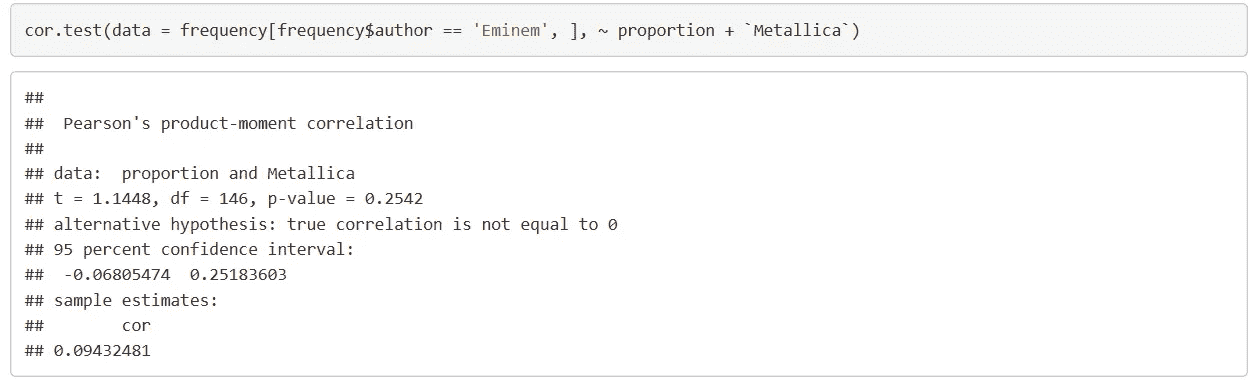 cor.test(data = frequency[frequency$author == 'Eminem', ], ~ proportion + `Metallica`)
##
##  Pearson's product-moment correlation
##
## data:  proportion and Metallica
## t = 1.1448, df = 146, p-value = 0.2542
## alternative hypothesis: true correlation is not equal to 0
## 95 percent confidence interval:
##  -0.06805474  0.25183603
## sample estimates:
##        cor
## 0.09432481